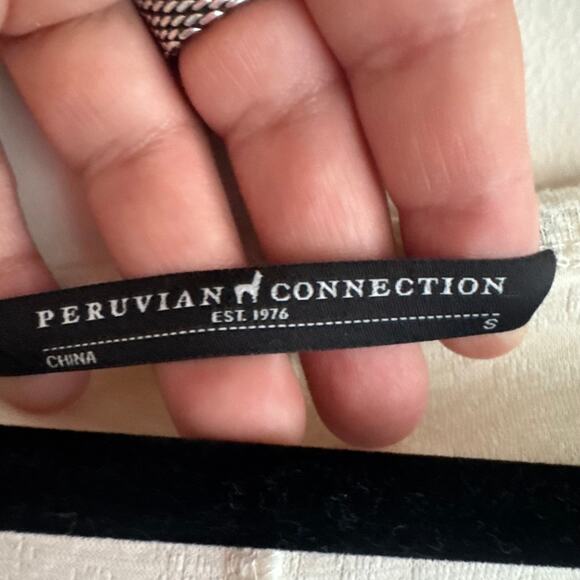 PERUVIAN CONNECTION
EST. 1976
S
CHINA